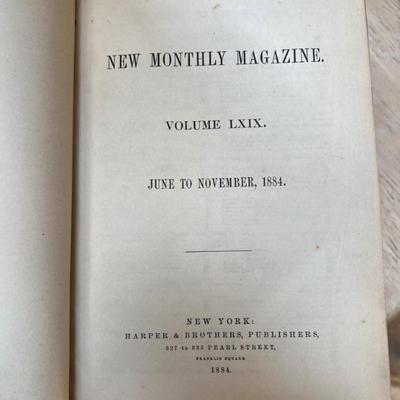 NEW MONTHLY MAGAZINE.
VOLUME LXIX.
JUNE TO NOVEMBER, 1884.
NEW YORK:
HARPER & BROTHERS, PUBLISHERS,
327 to 335 PEARL STREET,
FRANKLIN SQUARE.
1884.